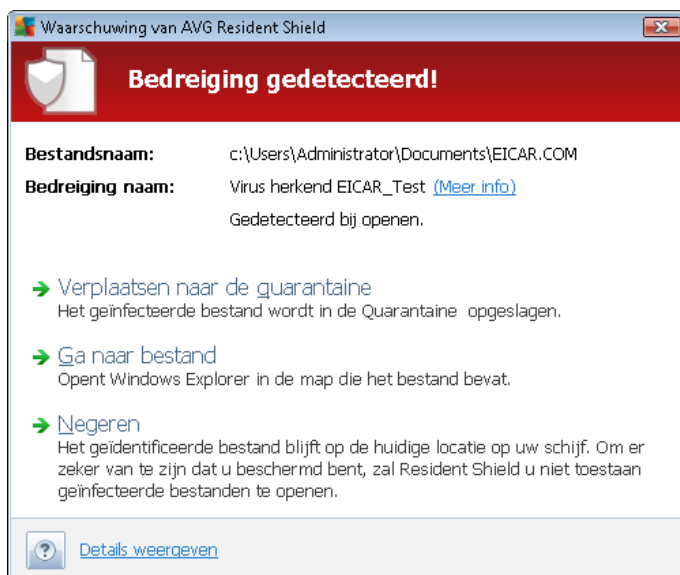 Waarschuwing van AVG Resident Shield
Bedreiging gedetecteerd!
Bestandsnaam: c:\Users\Administrator\Documents\EICAR.COM
Bedreiging naam: Virus herkend EICAR_Test (Meer info)
Gedetecteerd bij openen.
Verplaatsen naar de quarantaine
Het geïnfecteerde bestand wordt in de Quarantaine opgeslagen.
Ga naar bestand
Opent Windows Explorer in de map die het bestand bevat.
Negeren
Het geïdentificeerde bestand blijft op de huidige locatie op uw schijf. Om er
zeker van te zijn dat u beschermd bent, zal Resident Shield u niet toestaan
geïnfecteerde bestanden te openen.
? Details weergeven